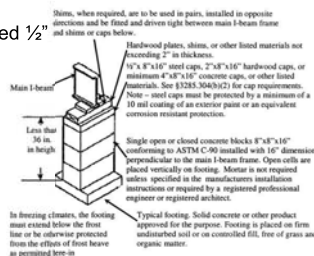 Shims, when required, are to be used in pairs, installed in opposite
directions and be fitted and driven tight between main I-beam frame
and shims or caps below.
ed ½"
Hardwood plates, shims, or other listed materials not
exceeding 2" in thickness.
½"x 8"x16" steel caps, 2"x8"x16" hardwood caps, or
minimum 4"x8"x16" concrete caps, or other listed
materials. See §3285.304(b)(2) for cap requirements.
Note – steel caps must be protected by a minimum of a
10 mil coating of an exterior paint or an equivalent
corrosion resistant protection.
Main I-beam
Less that
36 in.
in heigh
Single open or closed concrete blocks 8"x8"x16"
conforming to ASTM C-90 installed with 16" dimension
perpendicular to the main I-beam frame. Open cells are
placed vertically on footing. Mortar is not required
unless specified in the manufacturers installation
instructions or required by a registered professional
engineer or registered architect.
In freezing climates, the footing
must extend below the frost
line or be otherwise protected
from the effects of frost heave
as permitted here-in
Typical footing. Solid concrete or other product
approved for the purpose. Footing is placed on firm
undisturbed soil or on controlled fill, free of grass and
organic matter.